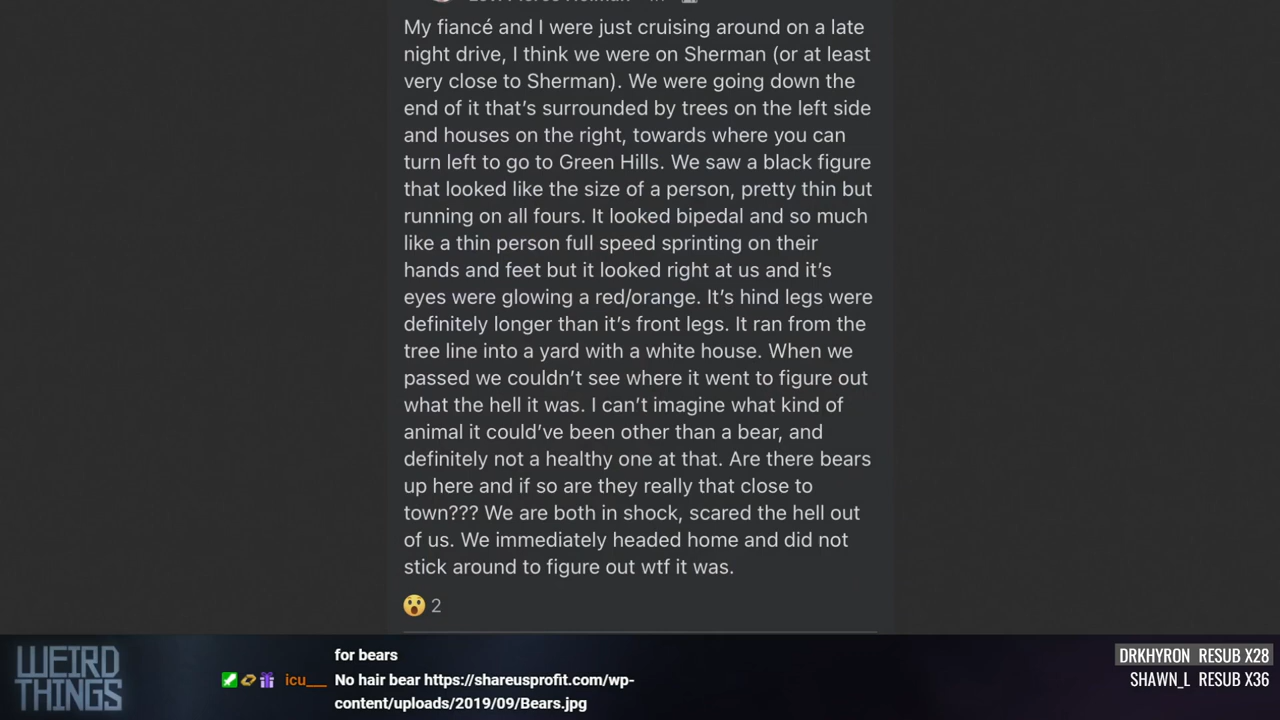 My fiancé and I were just cruising around on a late
night drive, I think we were on Sherman (or at least
very close to Sherman). We were going down the
end of it that’s surrounded by trees on the left side
and houses on the right, towards where you can
turn left to go to Green Hills. We saw a black figure
that looked like the size of a person, pretty thin but
running on all fours. It looked bipedal and so much
like a thin person full speed sprinting on their
hands and feet but it looked right at us and it’s
eyes were glowing a red/orange. It’s hind legs were
definitely longer than it’s front legs. It ran from the
tree line into a yard with a white house. When we
passed we couldn’t see where it went to figure out
what the hell it was. I can’t imagine what kind of
animal it could’ve been other than a bear, and
definitely not a healthy one at that. Are there bears
up here and if so are they really that close to
town??? We are both in shock, scared the hell out
of us. We immediately headed home and did not
stick around to figure out wtf it was.
😮 2
WEIRD
THINGS
for bears
icu___ No hair bear https://shareusprofit.com/wp-
content/uploads/2019/09/Bears.jpg
DRKHYRON RESUB X28
SHAWN_L RESUB X36